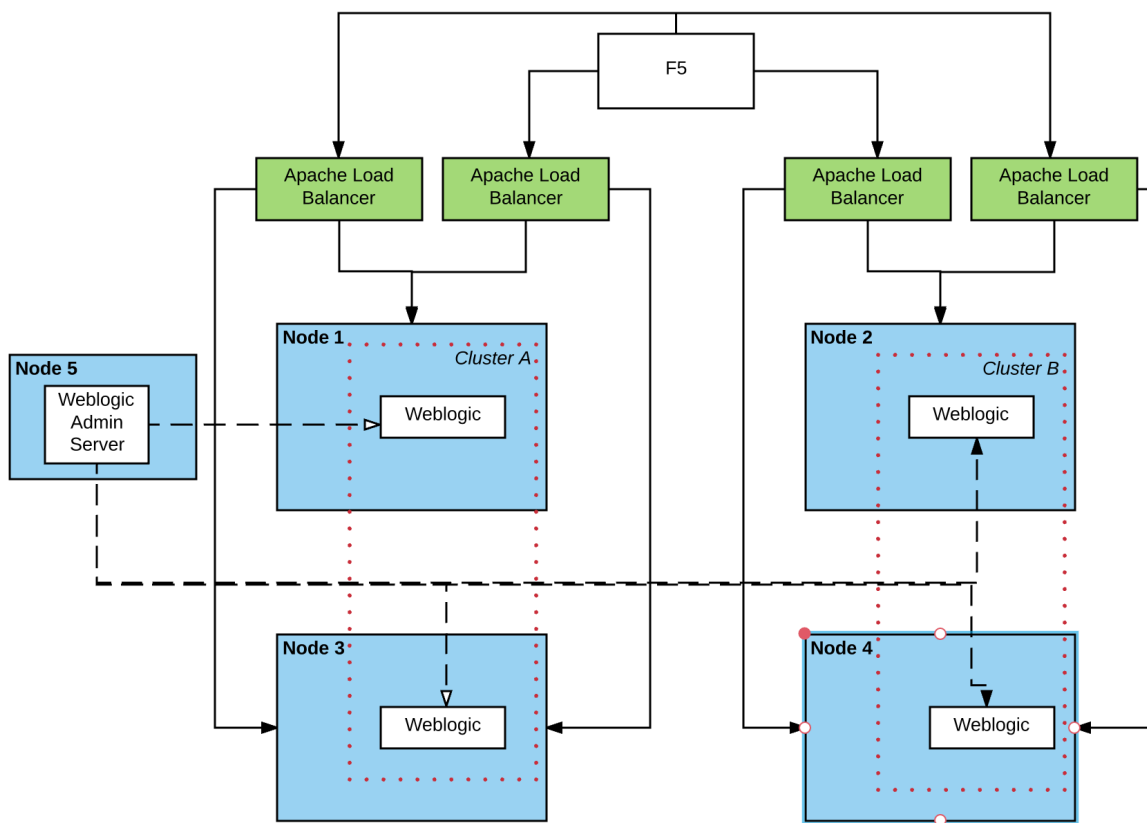 F5
Apache Load
Balancer
Apache Load
Balancer
Apache Load
Balancer
Apache Load
Balancer
Node 1
Cluster A
Weblogic
Node 2
Cluster B
Weblogic
Node 5
Weblogic
Admin
Server
Node 3
Weblogic
Node 4
Weblogic